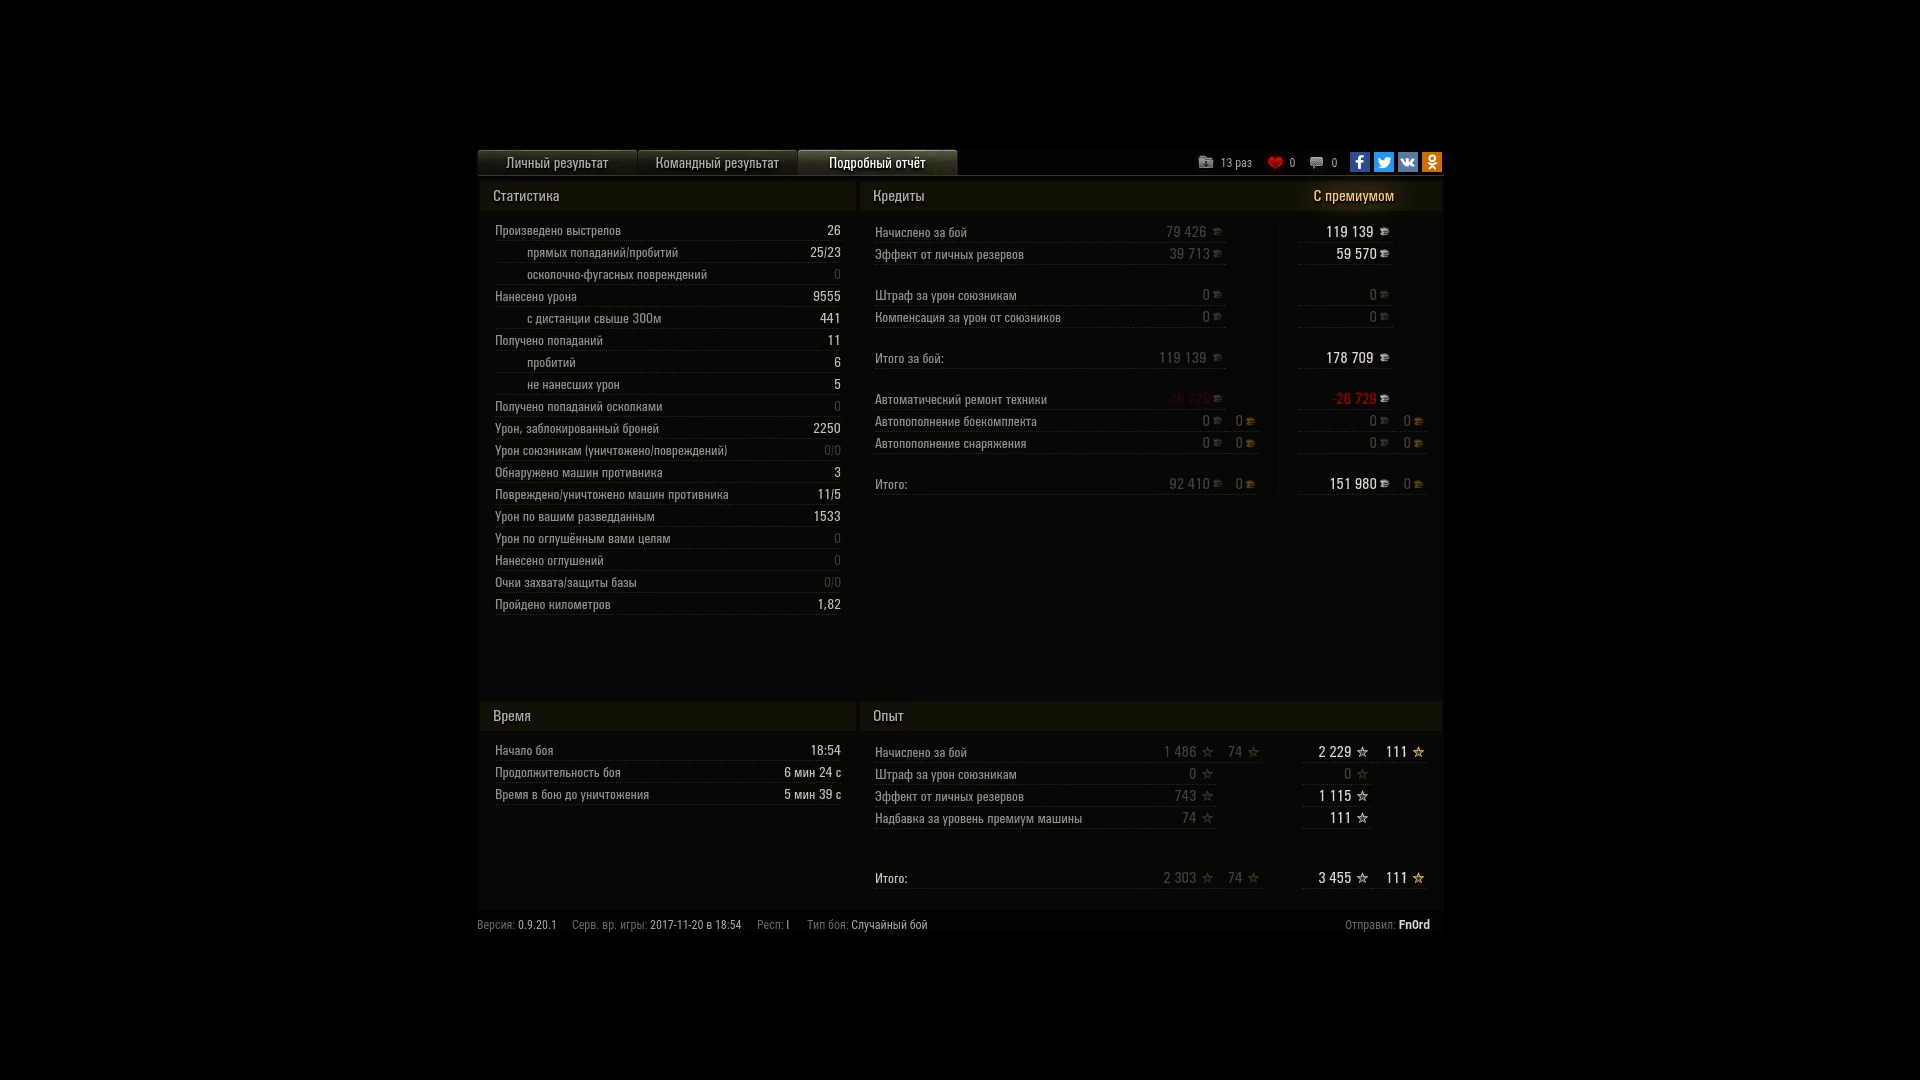 Личный результат Командный результат Подробный отчёт 13 раз 0 0
Статистика
Произведено выстрелов 26
прямых попаданий/пробитий 25/23
осколочно-фугасных повреждений 0
Нанесено урона 9555
с дистанции свыше 300м 441
Получено попаданий 11
пробитий 6
не нанесших урон 5
Получено попаданий осколками 0
Урон, заблокированный броней 2250
Урон союзникам (уничтожено/повреждений) 0/0
Обнаружено машин противника 3
Повреждено/уничтожено машин противника 11/5
Урон по вашим разведданным 1533
Урон по оглушённым вами целям 0
Нанесено оглушений 0
Очки захвата/защиты базы 0/0
Пройдено километров 1,82
Кредиты С премиумом
Начислено за бой 79 426 119 139
Эффект от личных резервов 39 713 59 570
Штраф за урон союзникам 0 0
Компенсация за урон от союзников 0 0
Итого за бой: 119 139 178 709
Автоматический ремонт техники -26 729 -26 729
Автопополнение боекомплекта 0 0 0 0
Автопополнение снаряжения 0 0 0 0
Итого: 92 410 0 151 980 0
Время
Начало боя 18:54
Продолжительность боя 6 мин 24 с
Время в бою до уничтожения 5 мин 39 с
Опыт
Начислено за бой 1 486 74 2 229 111
Штраф за урон союзникам 0 0
Эффект от личных резервов 743 1 115
Надбавка за уровень премиум машины 74 111
Итого: 2 303 74 3 455 111
Версия: 0.9.20.1 Серв. вр. игры: 2017-11-20 в 18:54 Респ: I Тип боя: Случайный бой Отправил: Fn0rd